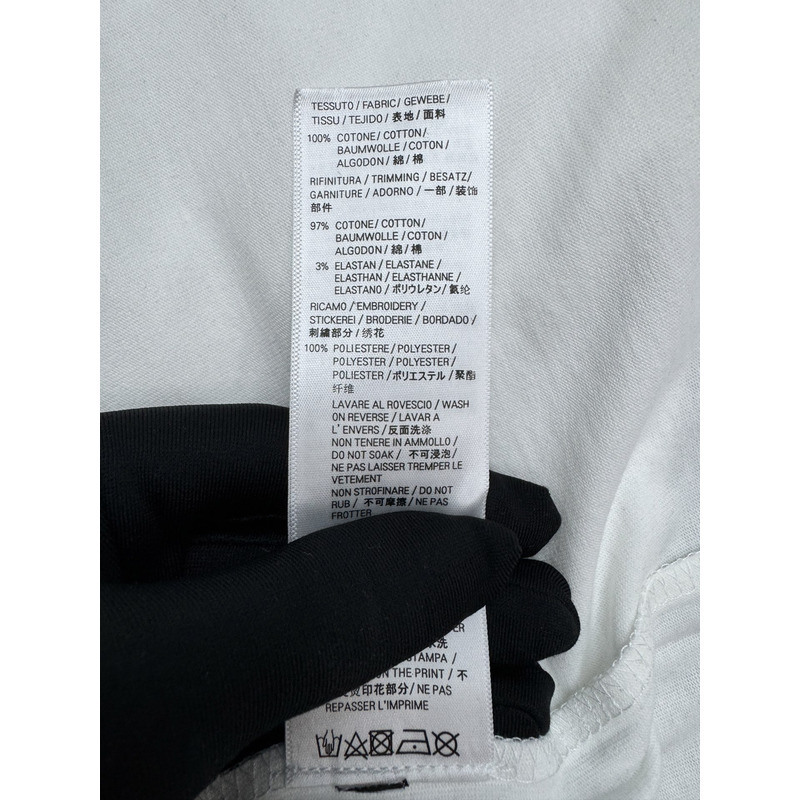 TESSUTO / FABRIC / GEWEBE /
TISSU / TEJIDO / 表地 / 面料
100% COTONE / COTTON /
BAUMWOLLE / COTON /
ALGODON / 綿 / 棉
RIFINITURA / TRIMMING / BESATZ /
GARNITURE / ADORNO / 一部 / 装饰
部件
97% COTONE / COTTON /
BAUMWOLLE / COTON /
ALGODON / 綿 / 棉
3% ELASTAN / ELASTANE /
ELASTHAN / ELASTHANNE /
ELASTANO / ポリウレタン / 氨纶
RICAMO / EMBROIDERY /
STICKEREI / BRODERIE / BORDADO /
刺繍部分 / 绣花
100% POLIESTERE / POLYESTER /
POLYESTER / POLYESTER /
POLIESTER / ポリエステル / 聚酯
纤维
LAVARE AL ROVESCIO / WASH
ON REVERSE / LAVAR A
L' ENVERS / 反面洗涤
NON TENERE IN AMMOLLO /
DO NOT SOAK / 不可浸泡 /
NE PAS LAISSER TREMPER LE
VETEMENT
NON STROFINARE / DO NOT
RUB / 不可摩擦 / NE PAS
FROTTER
洗
STAMPA /
ON THE PRINT / 不
烫印花部分 / NE PAS
REPASSER L'IMPRIME